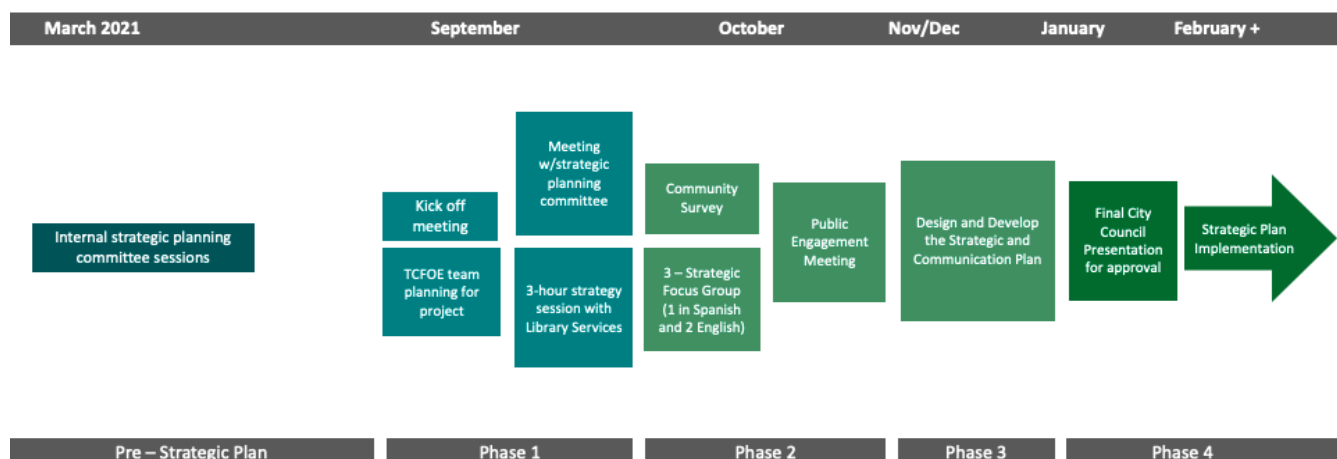 March 2021
September
October
Nov/Dec
January
February +
Internal strategic planning
committee sessions
Kick off
meeting
TCFOE team
planning for
project
Meeting
w/strategic
planning
committee
3-hour strategy
session with
Library Services
Community
Survey
3 – Strategic
Focus Group
(1 in Spanish
and 2 English)
Public
Engagement
Meeting
Design and Develop
the Strategic and
Communication Plan
Final City
Council
Presentation
for approval
Strategic Plan
Implementation
Pre – Strategic Plan
Phase 1
Phase 2
Phase 3
Phase 4